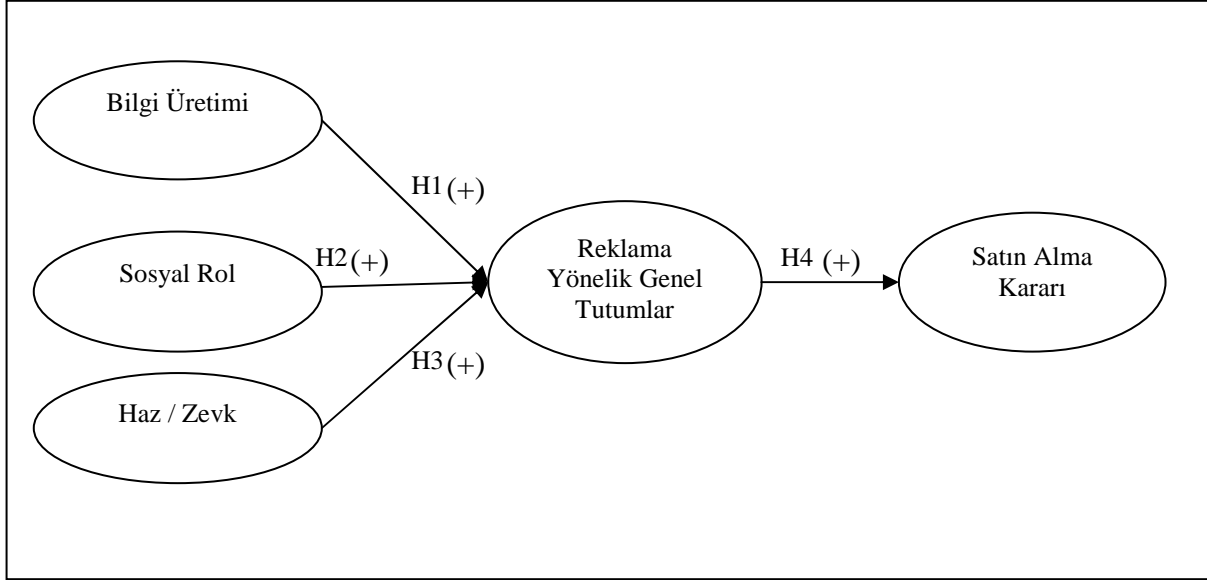 Bilgi Üretimi
H1(+)
Sosyal Rol
H2(+)
Haz / Zevk
H3(+)
Reklama
Yönelik Genel
Tutumlar
H4 (+)
Satın Alma
Kararı